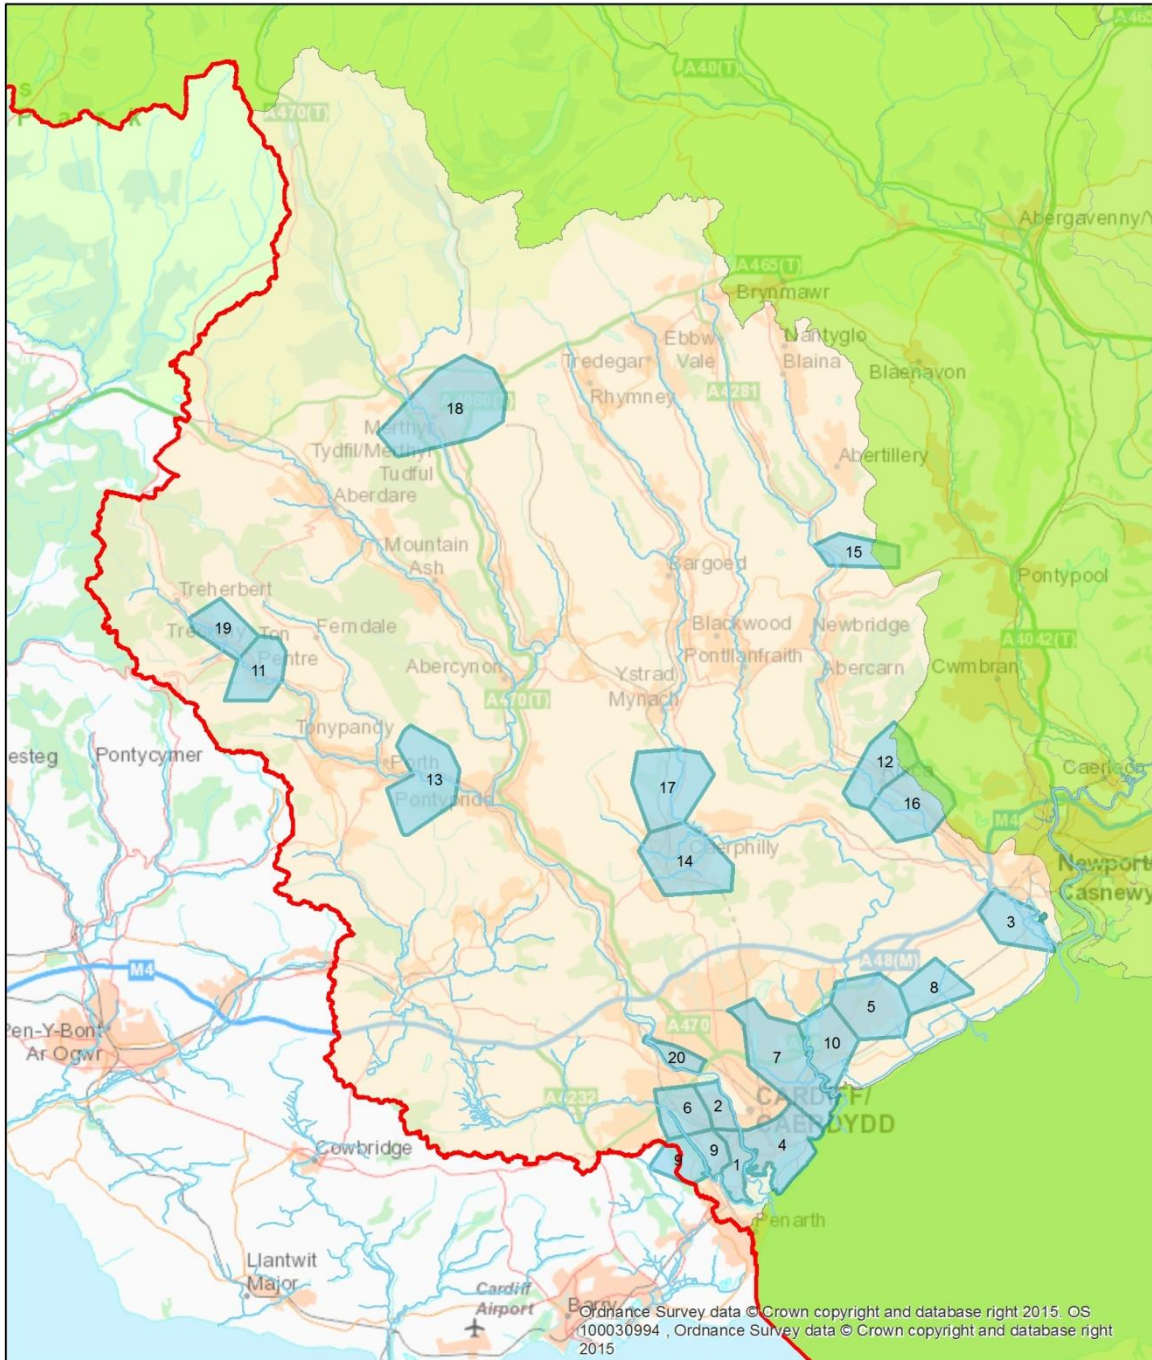 A465
A40(T)
s
P a r k
A470(T)
Abergavenny/Y
A465(T)
Brynmawr
Nantyglo
Ebbw
Vale
Tredegar
Blaina
Blaenavon
Rhymney
A4281
18
Merthyr
Tydfil/Merthyr
Tudful
Abertillery
Aberdare
Mountain
Ash
15
Bargoed
Pontypool
Treherbert
19
Ton
Pentre
Ferndale
Blackwood
Newbridge
A4042(T)
11
Abercynon
Pontllanfraith
Abercarn
Cwmbran
Ystrad
Mynach
A470(T)
Tonypandy
esteg
Pontycymer
Porth
12
Caerleon
13
17
16
Pontypridd
M4
Caerphilly
14
Newport/
Casnewy
3
M4
A48(M)
8
5
Pen-Y-Bont
Ar Ogwr
A470
10
7
20
A4232
CARDIFF/
CAERDYDD
6
2
Cowbridge
4
9
9
1
Penarth
Llantwit
Major
Cardiff
Airport
Barry
Ordnance Survey data © Crown copyright and database right 2015. OS
100030994 , Ordnance Survey data © Crown copyright and database right
2015